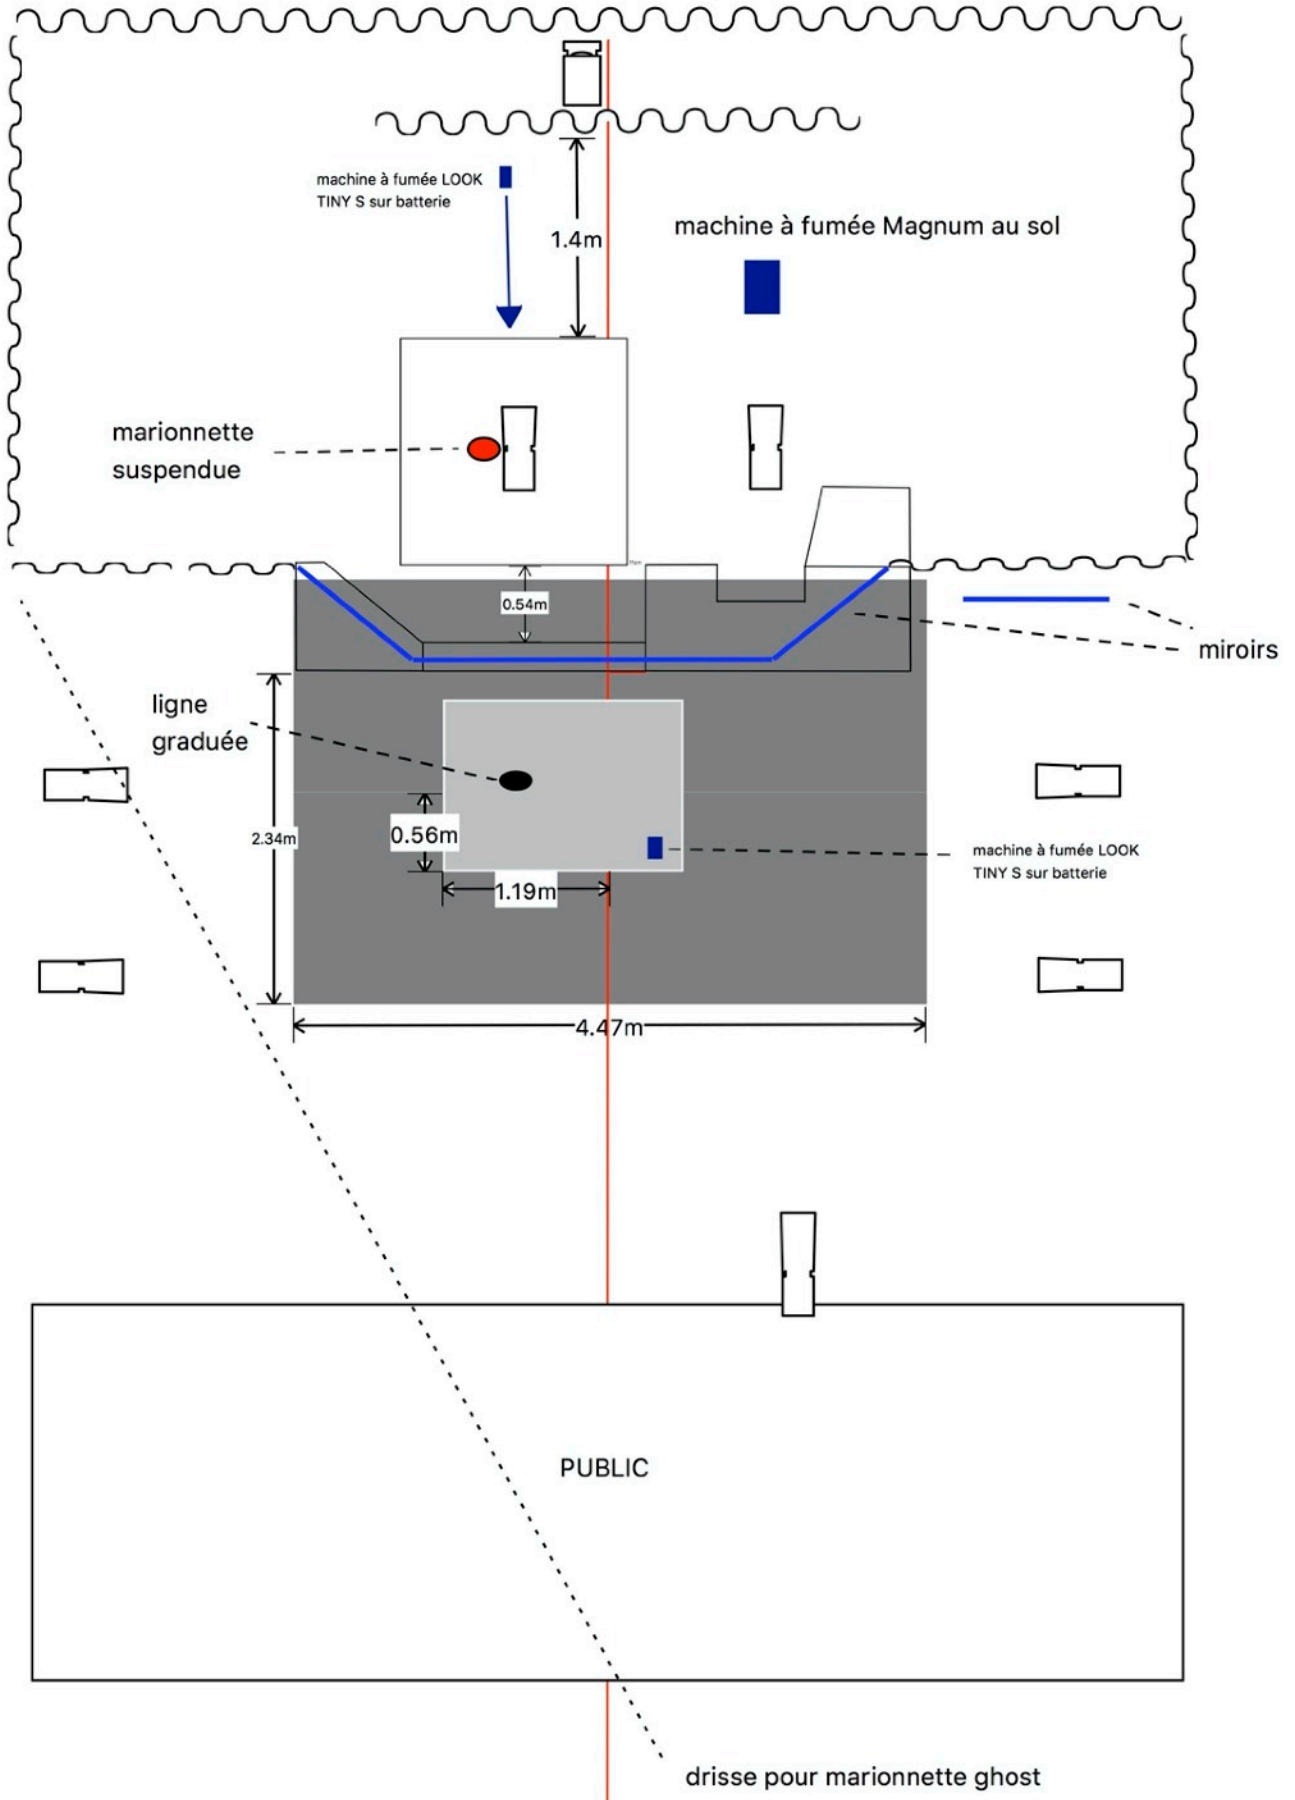 machine à fumée LOOK
TINY S sur batterie
1.4m
machine à fumée Magnum au sol
marionnette
suspendue
0.54m
miroirs
ligne
graduée
2.34m
0.56m
machine à fumée LOOK
TINY S sur batterie
1.19m
4.47m
PUBLIC
drisse pour marionnette ghost